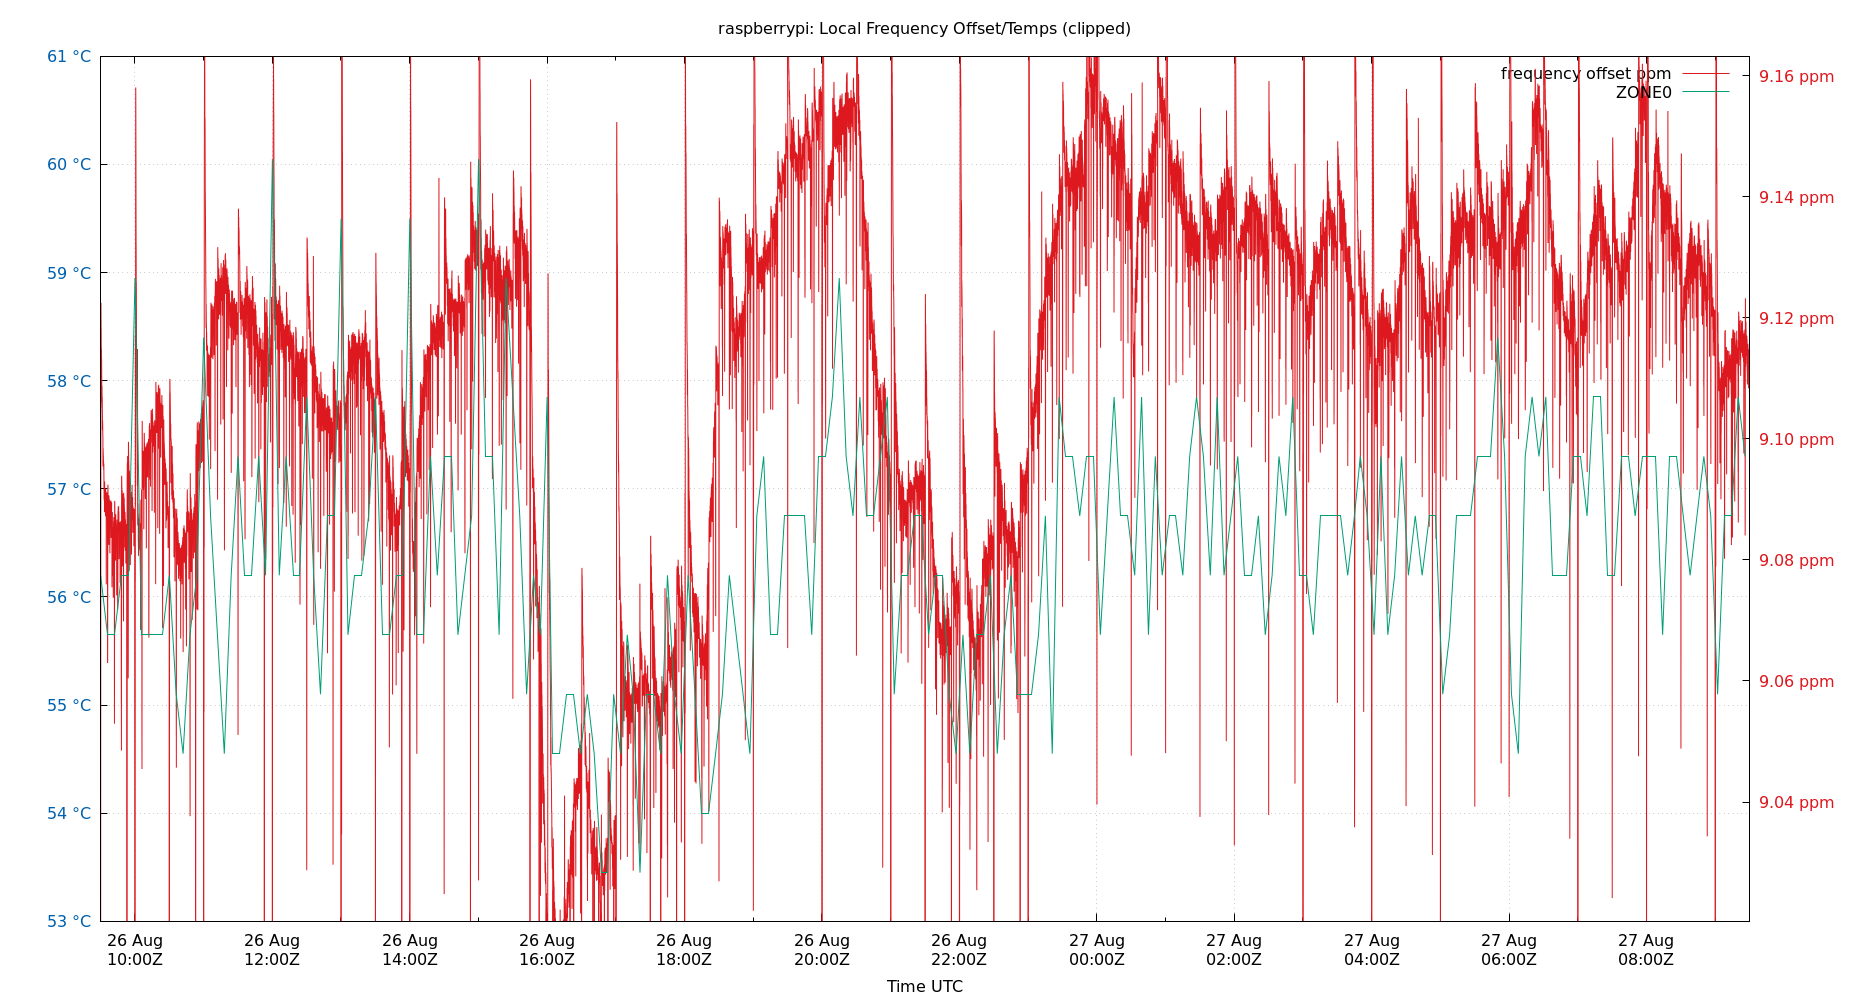 raspberrypi: Local Frequency Offset/Temps (clipped)
61 °C
60 °C
59 °C
58 °C
57 °C
56 °C
55 °C
54 °C
53 °C
frequency offset ppm
ZONE0
9.16 ppm
9.14 ppm
9.12 ppm
9.10 ppm
9.08 ppm
9.06 ppm
9.04 ppm
26 Aug 26 Aug 26 Aug 26 Aug 26 Aug 26 Aug 26 Aug 27 Aug 27 Aug 27 Aug 27 Aug 27 Aug
10:00Z 12:00Z 14:00Z 16:00Z 18:00Z 20:00Z 22:00Z 00:00Z 02:00Z 04:00Z 06:00Z 08:00Z
Time UTC